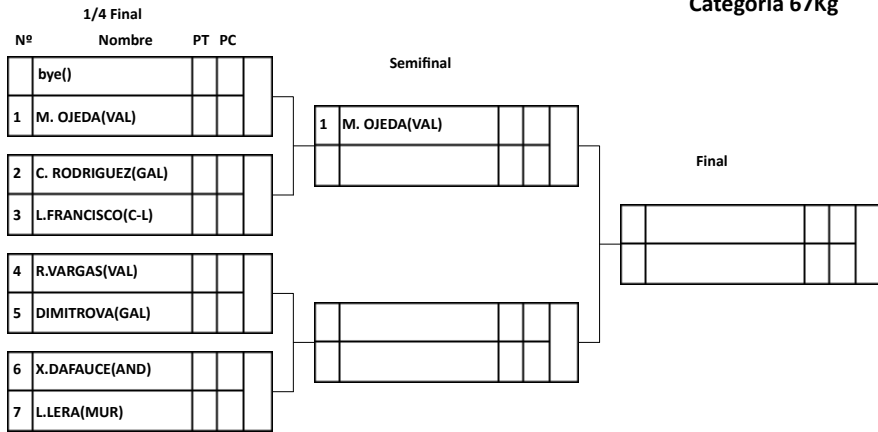 Categoría 67Kg
1/4 Final
Nº Nombre PT PC
bye()
1 M. OJEDA(VAL)
2 C. RODRIGUEZ(GAL)
3 L.FRANCISCO(C-L)
4 R.VARGAS(VAL)
5 DIMITROVA(GAL)
6 X.DAFAUCE(AND)
7 L.LERA(MUR)
Semifinal
1 M. OJEDA(VAL)
Final